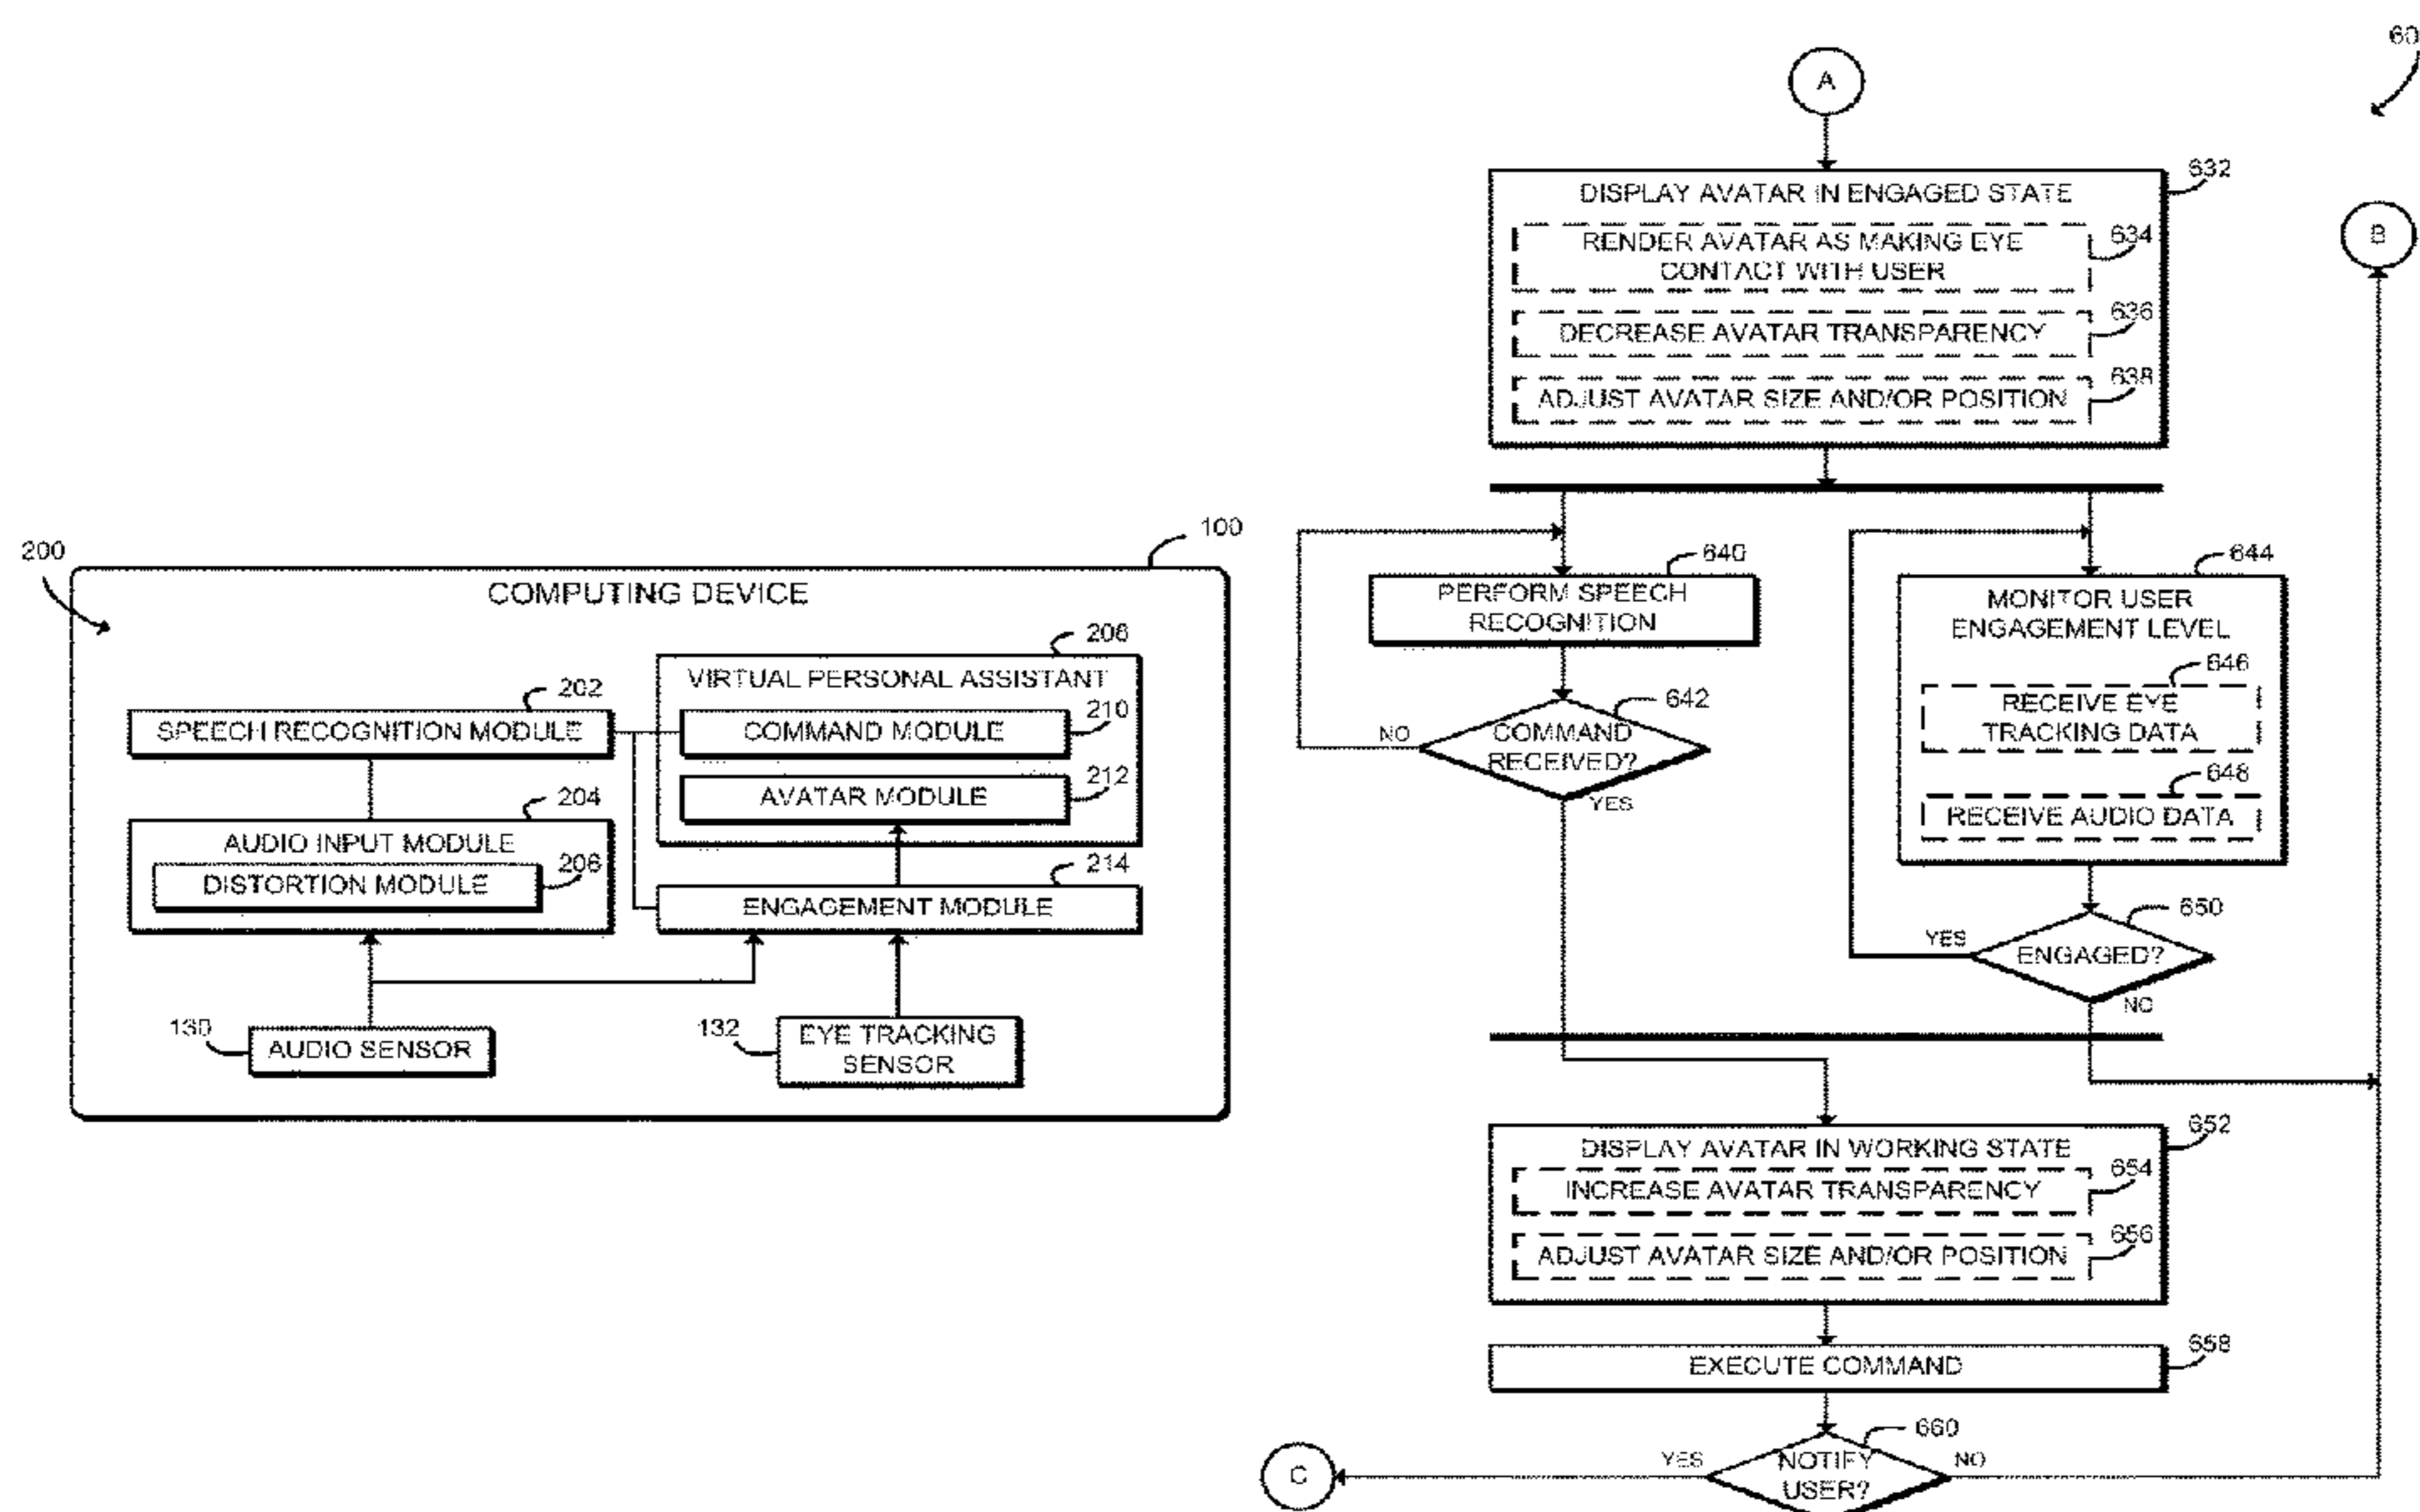 200
100
COMPUTING DEVICE
208
VIRTUAL PERSONAL ASSISTANT
202
SPEECH RECOGNITION MODULE
COMMAND MODULE
210
AVATAR MODULE
212
204
AUDIO INPUT MODULE
DISTORTION MODULE
206
214
ENGAGEMENT MODULE
130
AUDIO SENSOR
132
EYE TRACKING
SENSOR
60
A
B
632
DISPLAY AVATAR IN ENGAGED STATE
RENDER AVATAR AS MAKING EYE
CONTACT WITH USER
634
DECREASE AVATAR TRANSPARENCY
636
ADJUST AVATAR SIZE AND/OR POSITION
638
640
PERFORM SPEECH
RECOGNITION
642
COMMAND
RECEIVED?
NO
YES
644
MONITOR USER
ENGAGEMENT LEVEL
646
RECEIVE EYE
TRACKING DATA
648
RECEIVE AUDIO DATA
650
ENGAGED?
YES
NO
652
DISPLAY AVATAR IN WORKING STATE
INCREASE AVATAR TRANSPARENCY
654
ADJUST AVATAR SIZE AND/OR POSITION
656
EXECUTE COMMAND
658
660
NOTIFY
USER?
YES
NO
C